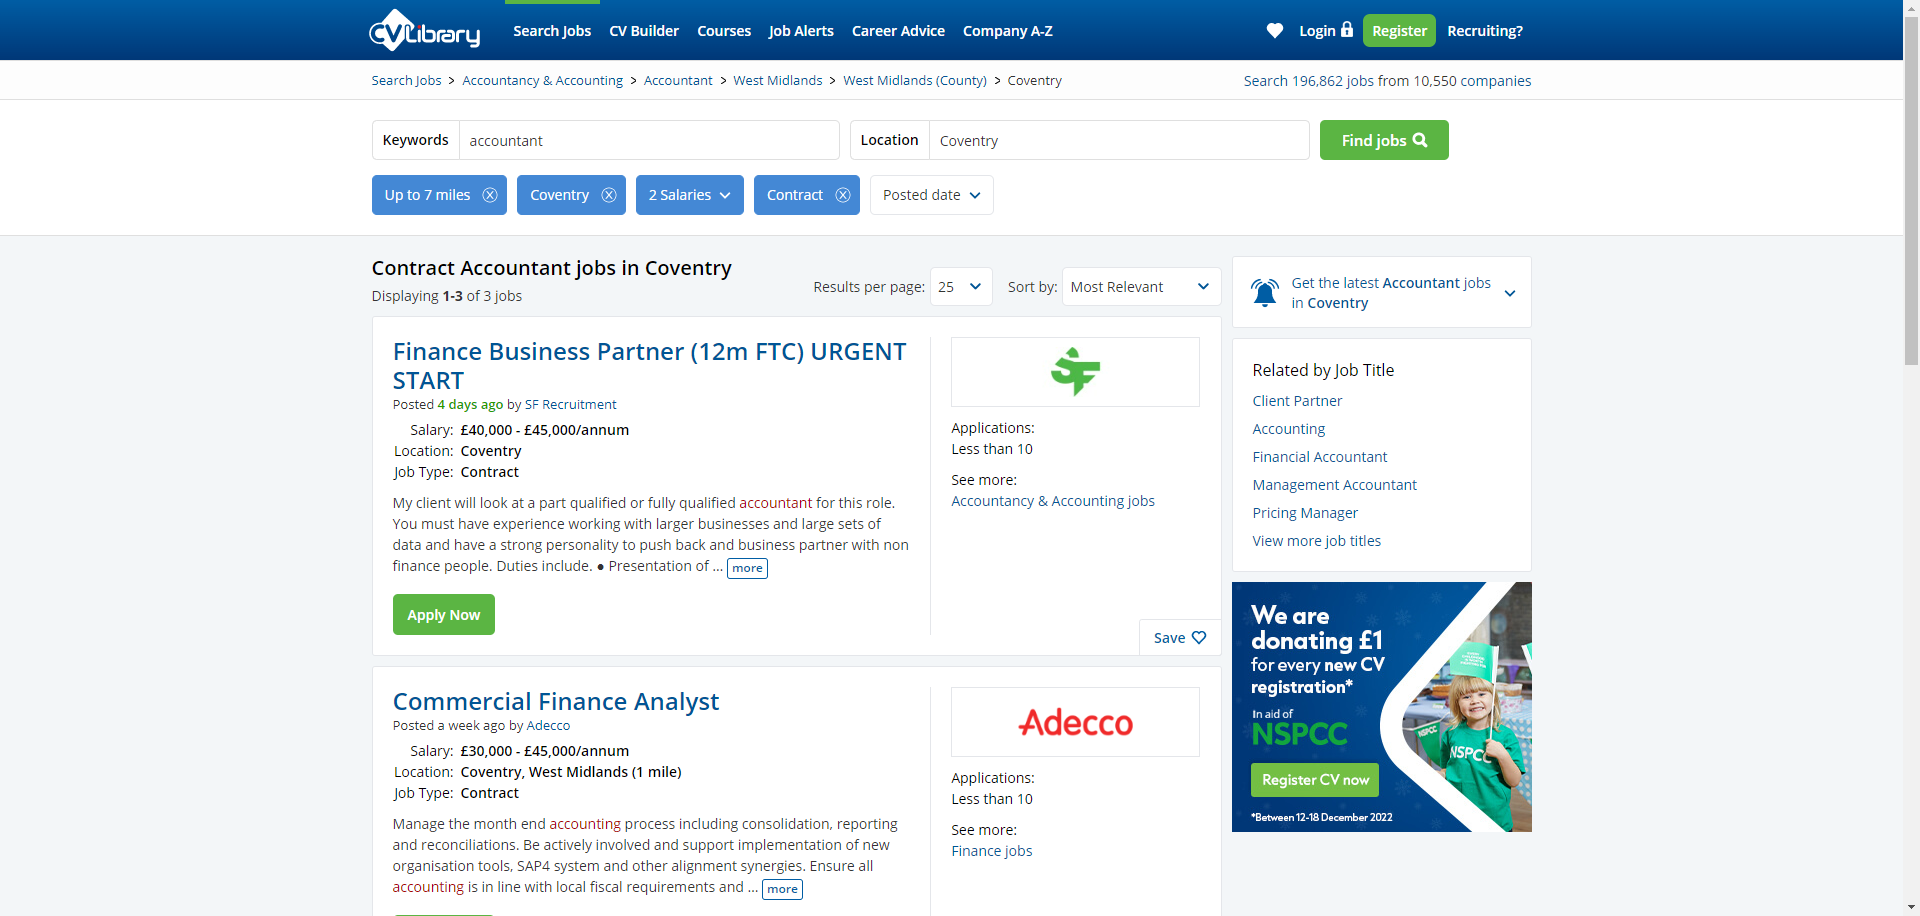 CVLibrary
Search Jobs
CV Builder
Courses
Job Alerts
Career Advice
Company A-Z
Login
Register
Recruiting?
Search Jobs > Accountancy & Accounting > Accountant > West Midlands > West Midlands (County) > Coventry
Search 196,862 jobs from 10,550 companies
Keywords accountant
Location Coventry
Find jobs
Up to 7 miles
Coventry
2 Salaries
Contract
Posted date
Contract Accountant jobs in Coventry
Displaying 1-3 of 3 jobs
Results per page: 25
Sort by: Most Relevant
Finance Business Partner (12m FTC) URGENT
START
Posted 4 days ago by SF Recruitment
Salary: £40,000 - £45,000/annum
Location: Coventry
Job Type: Contract
My client will look at a part qualified or fully qualified accountant for this role.
You must have experience working with larger businesses and large sets of
data and have a strong personality to push back and business partner with non
finance people. Duties include. ● Presentation of ... more
Apply Now
SF
Applications:
Less than 10
See more:
Accountancy & Accounting jobs
Save
Commercial Finance Analyst
Posted a week ago by Adecco
Salary: £30,000 - £45,000/annum
Location: Coventry, West Midlands (1 mile)
Job Type: Contract
Manage the month end accounting process including consolidation, reporting
and reconciliations. Be actively involved and support implementation of new
organisation tools, SAP4 system and other alignment synergies. Ensure all
accounting is in line with local fiscal requirements and ... more
Adecco
Applications:
Less than 10
See more:
Finance jobs
Get the latest Accountant jobs
in Coventry
Related by Job Title
Client Partner
Accounting
Financial Accountant
Management Accountant
Pricing Manager
View more job titles
We are
donating £1
for every new CV
registration*
In aid of
NSPCC
Register CV now
*Between 12-18 December 2022
NSPCC
NSPCC